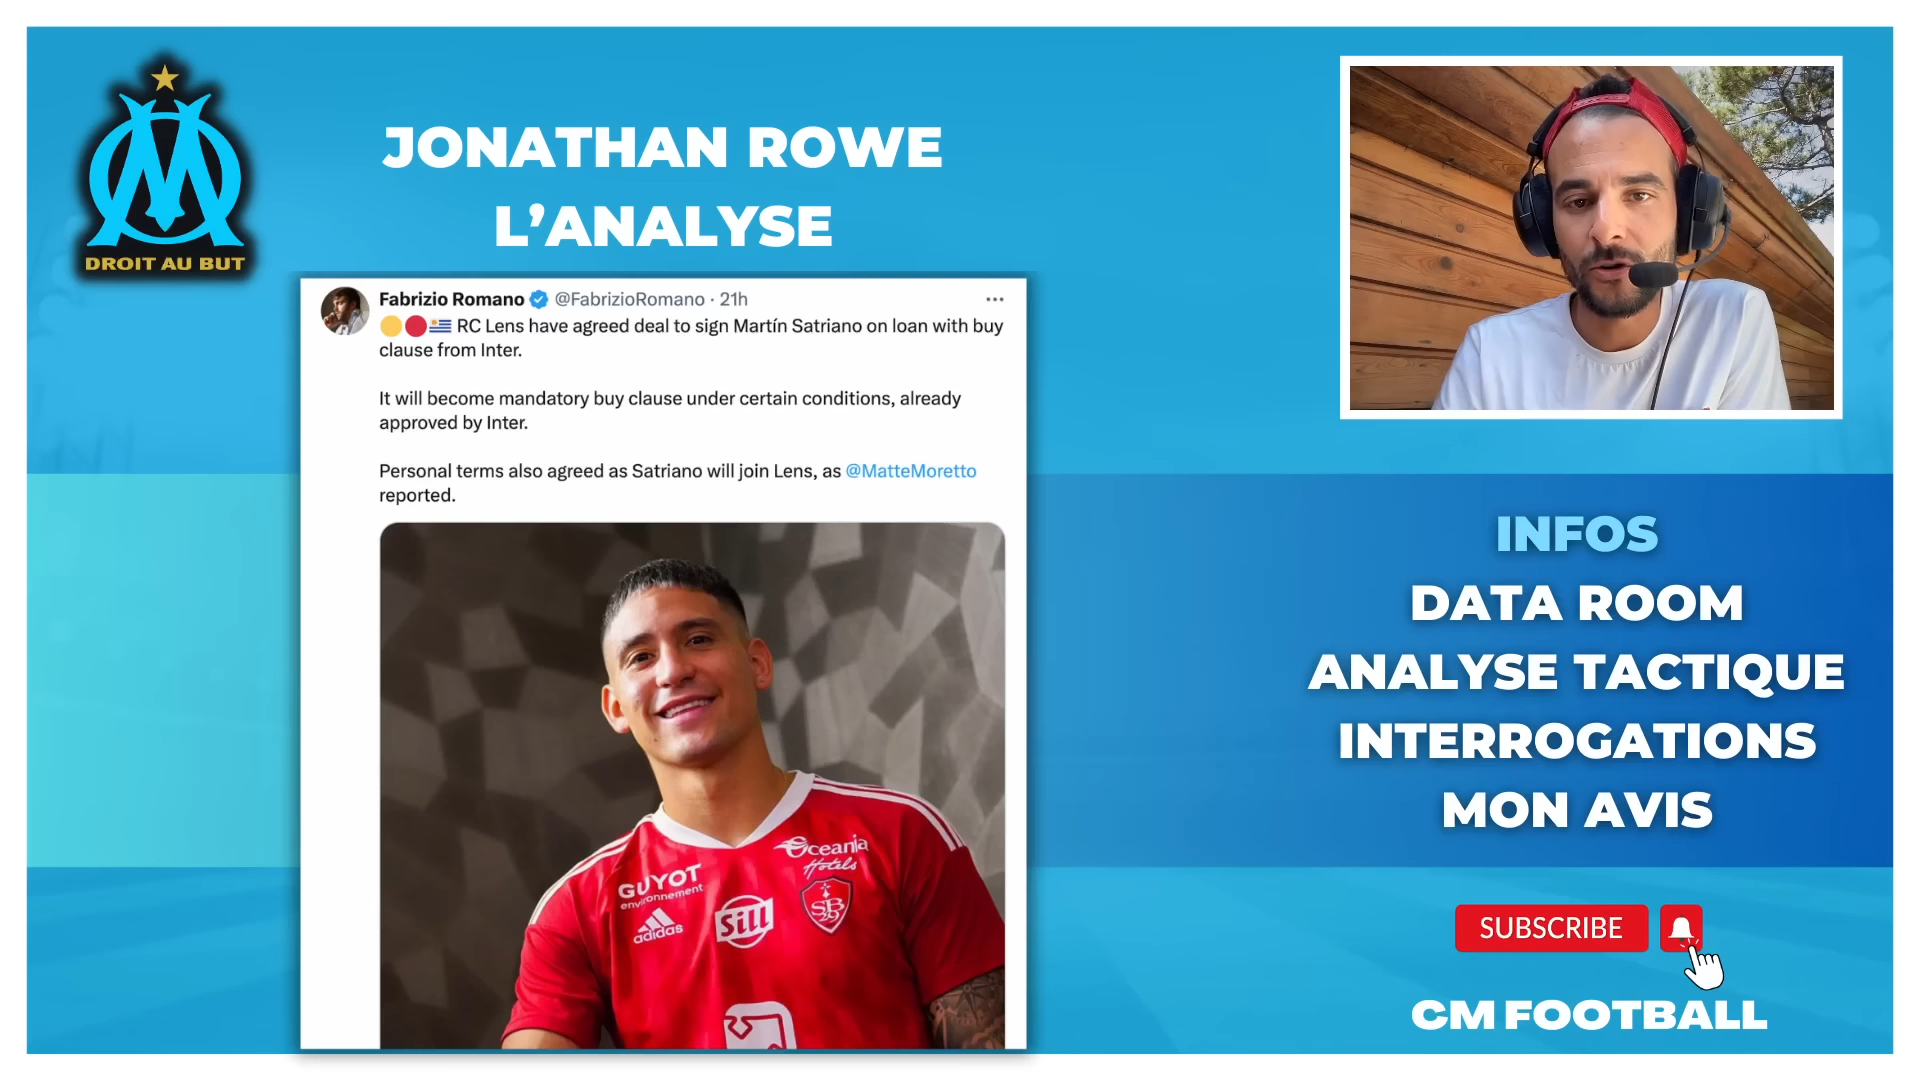 DROIT AU BUT
JONATHAN ROWE
L'ANALYSE
Fabrizio Romano @FabrizioRomano · 21h
RC Lens have agreed deal to sign Martín Satriano on loan with buy
clause from Inter.
It will become mandatory buy clause under certain conditions, already
approved by Inter.
Personal terms also agreed as Satriano will join Lens, as @MatteMoretto
reported.
Oceania
Hotels
GUYOT
environnement
adidas
Sill
SB
29
INFOS
DATA ROOM
ANALYSE TACTIQUE
INTERROGATIONS
MON AVIS
SUBSCRIBE
CM FOOTBALL